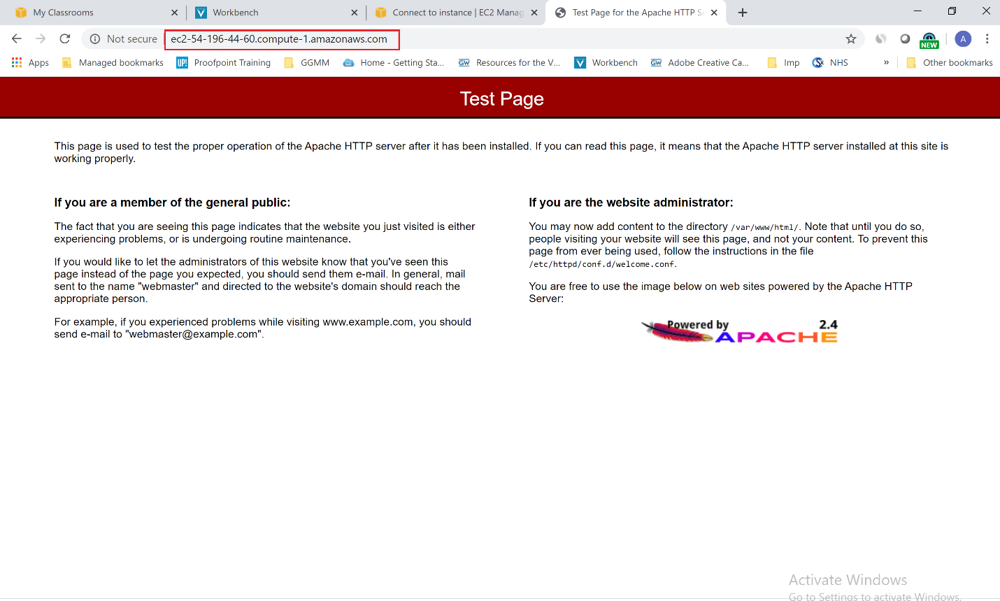 My Classrooms
Workbench
Connect to instance | EC2 Manag
Test Page for the Apache HTTP S
Not secure
ec2-54-196-44-60.compute-1.amazonaws.com
NEW
A
Apps
Managed bookmarks
UP! Proofpoint Training
GGMM
Home - Getting Sta...
GW Resources for the V...
Workbench
GW Adobe Creative Ca...
Imp
NHS
»
Other bookmarks
Test Page
This page is used to test the proper operation of the Apache HTTP server after it has been installed. If you can read this page, it means that the Apache HTTP server installed at this site is
working properly.
If you are a member of the general public:
The fact that you are seeing this page indicates that the website you just visited is either
experiencing problems, or is undergoing routine maintenance.
If you would like to let the administrators of this website know that you've seen this
page instead of the page you expected, you should send them e-mail. In general, mail
sent to the name "webmaster" and directed to the website's domain should reach the
appropriate person.
For example, if you experienced problems while visiting www.example.com, you should
send e-mail to "webmaster@example.com".
If you are the website administrator:
You may now add content to the directory /var/www/html/. Note that until you do so,
people visiting your website will see this page, and not your content. To prevent this
page from ever being used, follow the instructions in the file
/etc/httpd/conf.d/welcome.conf.
You are free to use the image below on web sites powered by the Apache HTTP
Server:
Powered by 2.4
APACHE
Activate Windows
Go to Settings to activate Windows.